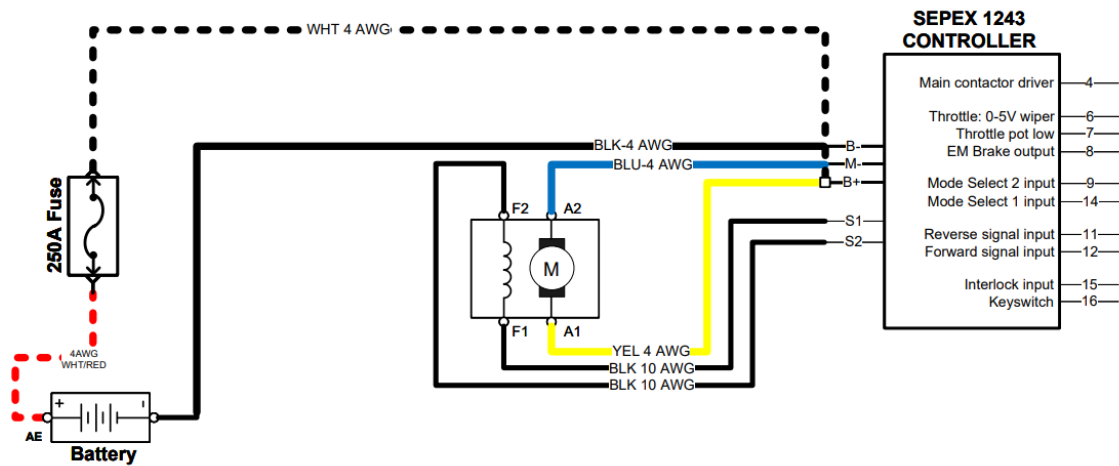 SEPEX 1243
CONTROLLER
WHT 4 AWG
Main contactor driver
4
Throttle: 0-5V wiper
6
Throttle pot low
7
BLK-4 AWG
B-
EM Brake output
8
BLU-4 AWG
M-
B+
Mode Select 2 input
9
Mode Select 1 input
14
250A Fuse
F2
A2
S1
Reverse signal input
11
S2
Forward signal input
12
M
Interlock input
15
Keyswitch
16
F1
A1
YEL 4 AWG
BLK 10 AWG
BLK 10 AWG
4AWG
WHT/RED
+
-
AE
Battery